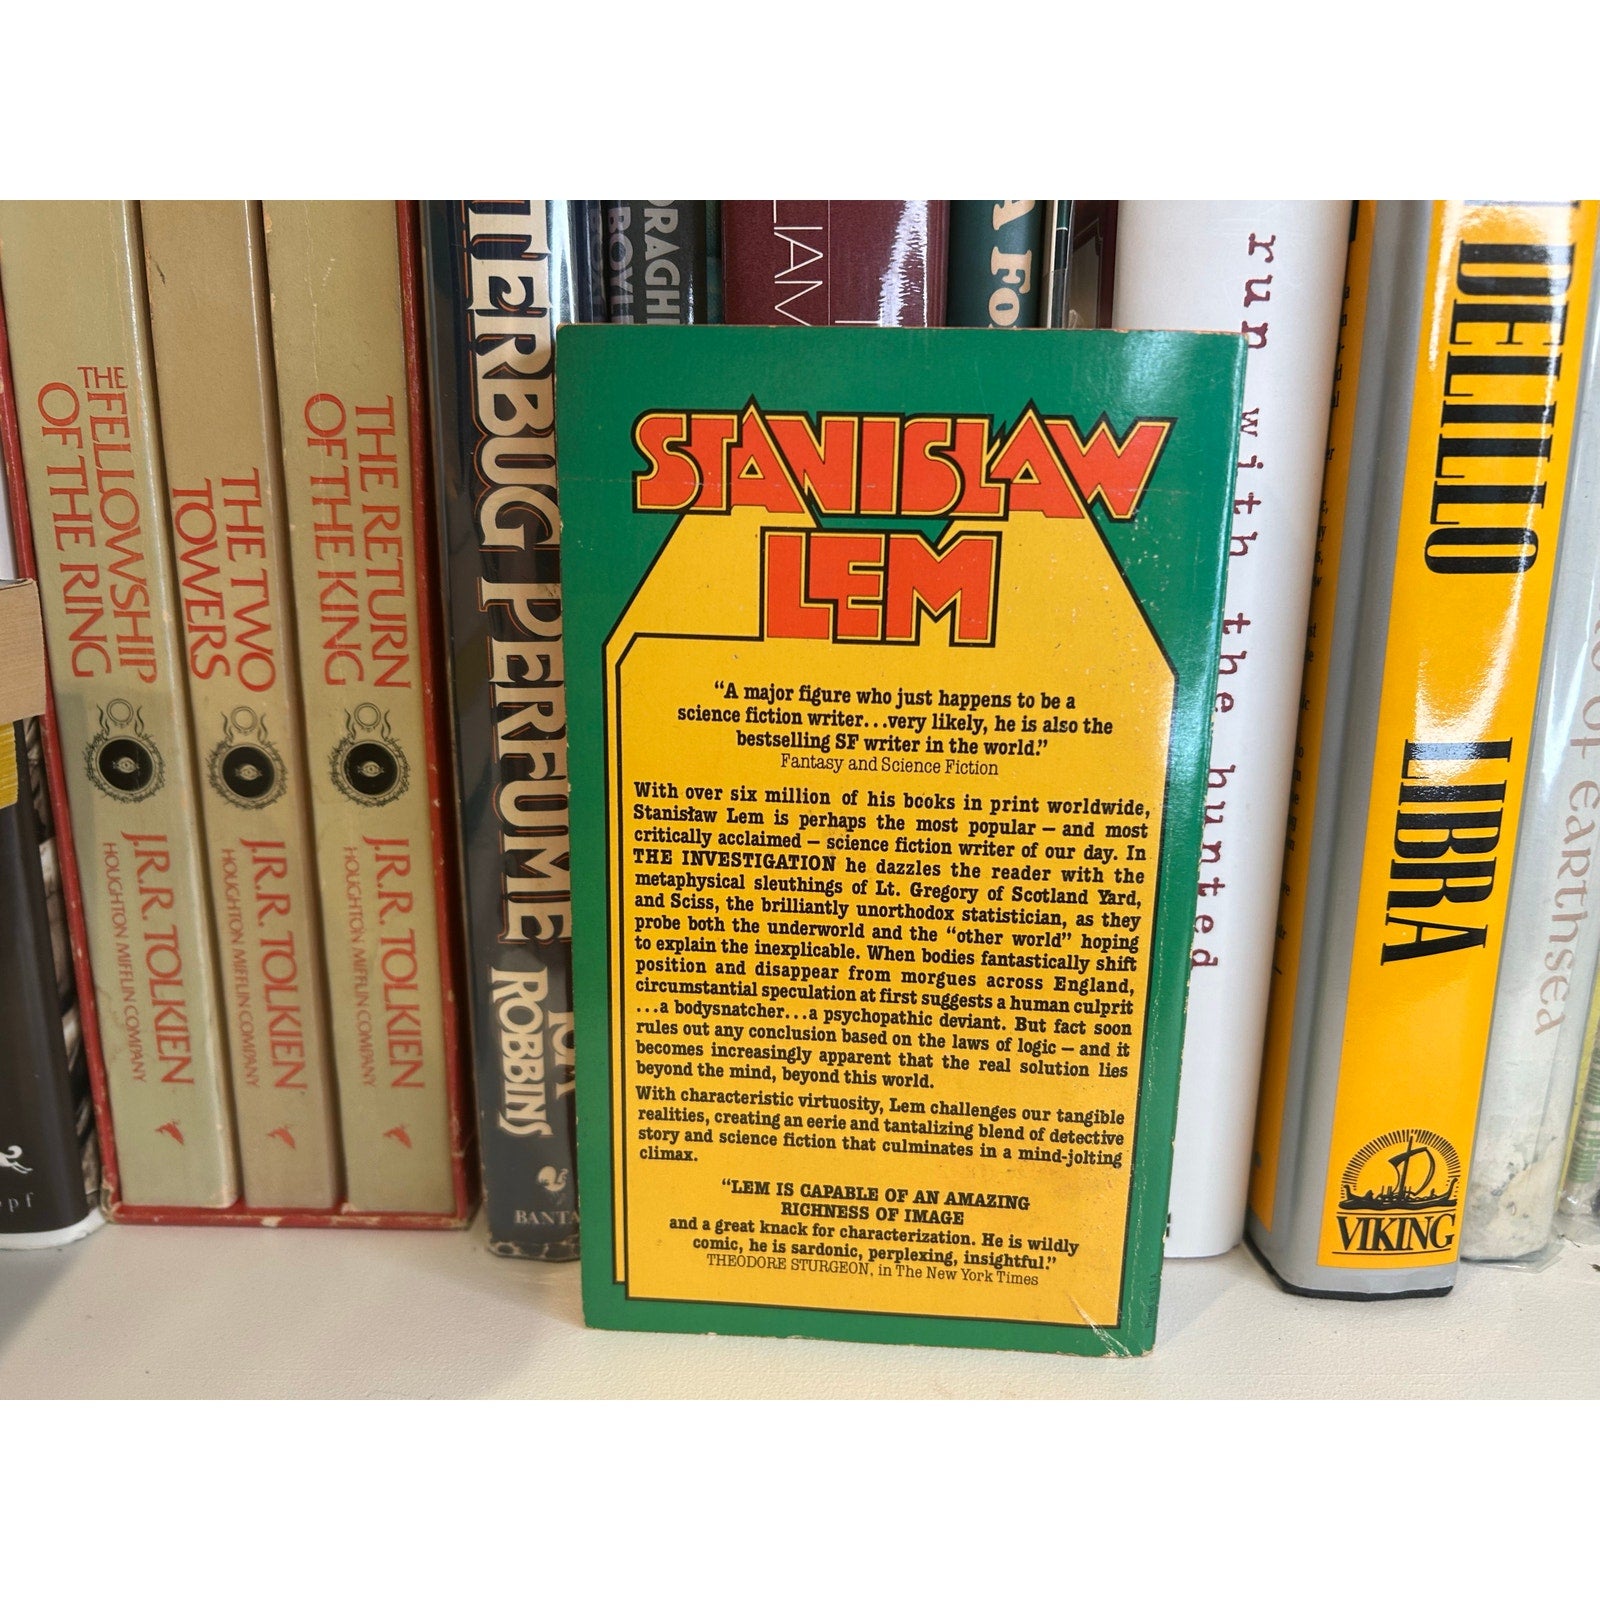 THE FELLOWSHIP
OF THE RING
J.R.R. TOLKIEN
HOUGHTON MIFFLIN COMPANY
THE TWO
TOWERS
J.R.R. TOLKIEN
HOUGHTON MIFFLIN COMPANY
THE RETURN
OF THE KING
J.R.R. TOLKIEN
HOUGHTON MIFFLIN COMPANY
TERBUG PERFUME
ROBINS
BANTA
DRAGH
BOYL
LIAM
A FO
STANISŁAW
LEM
“A major figure who just happens to be a
science fiction writer...very likely, he is also the
bestselling SF writer in the world.”
Fantasy and Science Fiction
With over six million of his books in print worldwide,
Stanisław Lem is perhaps the most popular – and most
critically acclaimed – science fiction writer of our day. In
THE INVESTIGATION he dazzles the reader with the
metaphysical sleuthings of Lt. Gregory of Scotland Yard,
and Sciss, the brilliantly unorthodox statistician, as they
probe both the underworld and the “other world” hoping
to explain the inexplicable. When bodies fantastically shift
position and disappear from morgues across England,
circumstantial speculation at first suggests a human culprit
...a bodysnatcher...a psychopathic deviant. But fact soon
rules out any conclusion based on the laws of logic – and it
becomes increasingly apparent that the real solution lies
beyond the mind, beyond this world.
With characteristic virtuosity, Lem challenges our tangible
realities, creating an eerie and tantalizing blend of detective
story and science fiction that culminates in a mind-jolting
climax.
“LEM IS CAPABLE OF AN AMAZING
RICHNESS OF IMAGE
and a great knack for characterization. He is wildly
comic, he is sardonic, perplexing, insightful.”
THEODORE STURGEON, in The New York Times
run with the hunted
DELILLO
LIBRA
VIKING
of earthsea